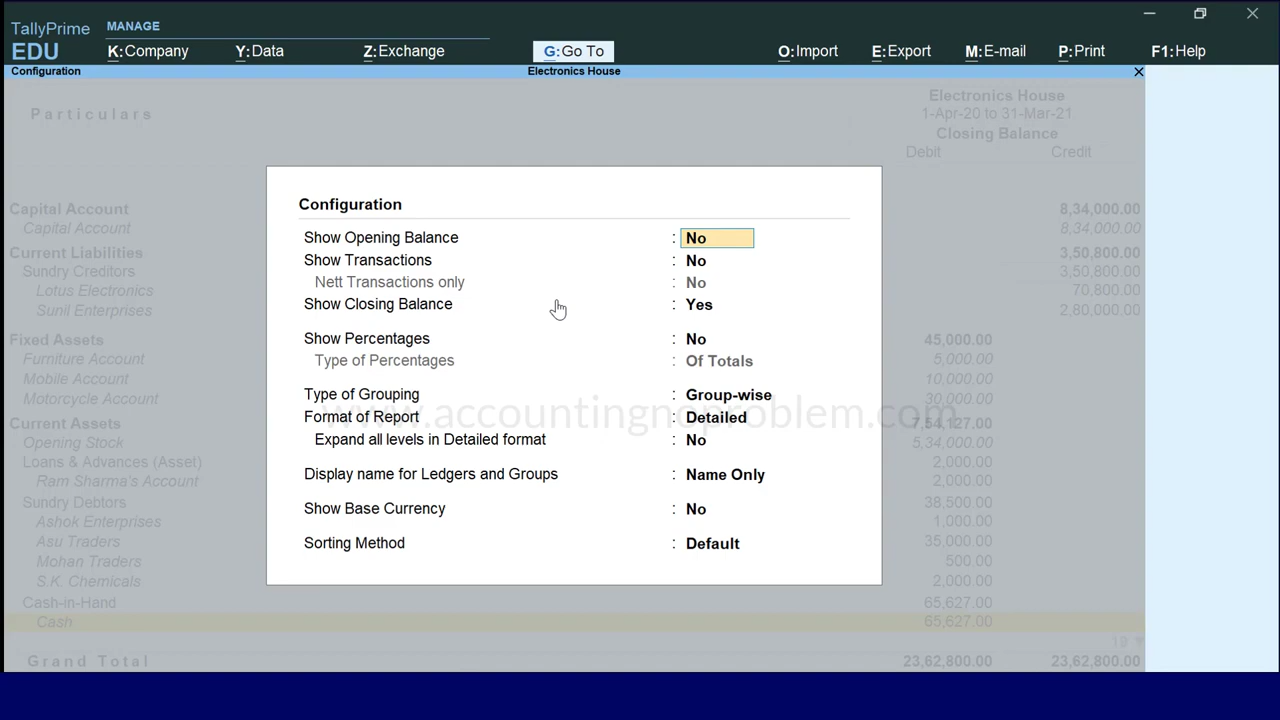 TallyPrime MANAGE
EDU K:Company Y:Data Z:Exchange G:Go To O:Import E:Export M:E-mail P:Print F1:Help
Configuration Electronics House
Electronics House
Particulars 1-Apr-20 to 31-Mar-21
Closing Balance
Debit Credit
Configuration
Show Opening Balance : No
Show Transactions : No
Nett Transactions only : No
Show Closing Balance : Yes
Show Percentages : No
Type of Percentages : Of Totals
Type of Grouping : Group-wise
Format of Report : Detailed
Expand all levels in Detailed format : No
Display name for Ledgers and Groups : Name Only
Show Base Currency : No
Sorting Method : Default
www.accountingnoproblem.com
Capital Account 8,34,000.00
Capital Account 8,34,000.00
Current Liabilities 3,50,800.00
Sundry Creditors 3,50,800.00
Lotus Electronics 70,800.00
Sunil Enterprises 2,80,000.00
Fixed Assets 45,000.00
Furniture Account 5,000.00
Mobile Account 10,000.00
Motorcycle Account 30,000.00
Current Assets 7,54,127.00
Opening Stock 5,34,000.00
Loans & Advances (Asset) 2,000.00
Ram Sharma's Account 2,000.00
Sundry Debtors 38,500.00
Ashok Enterprises 1,000.00
Asu Traders 35,000.00
Mohan Traders 500.00
S.K. Chemicals 2,000.00
Cash-in-Hand 65,627.00
Cash 65,627.00
19 ▼
Grand Total 23,62,800.00 23,62,800.00